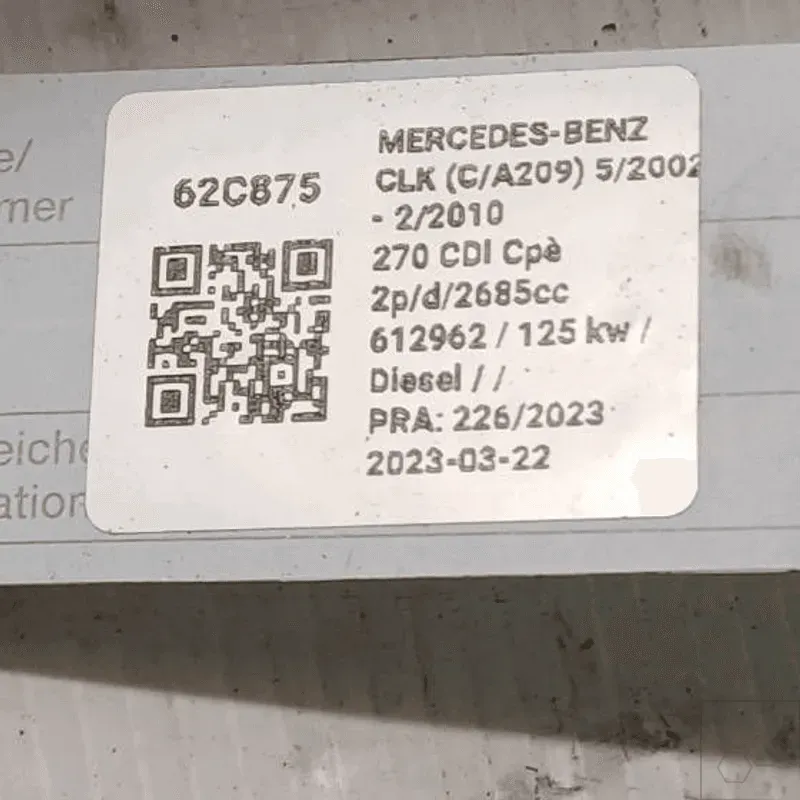 e/
mer
eiche
ation
62C875
MERCEDES-BENZ
CLK (C/A209) 5/2002
- 2/2010
270 CDI Cpè
2p/d/2685cc
612962 / 125 kw /
Diesel / /
PRA: 226/2023
2023-03-22